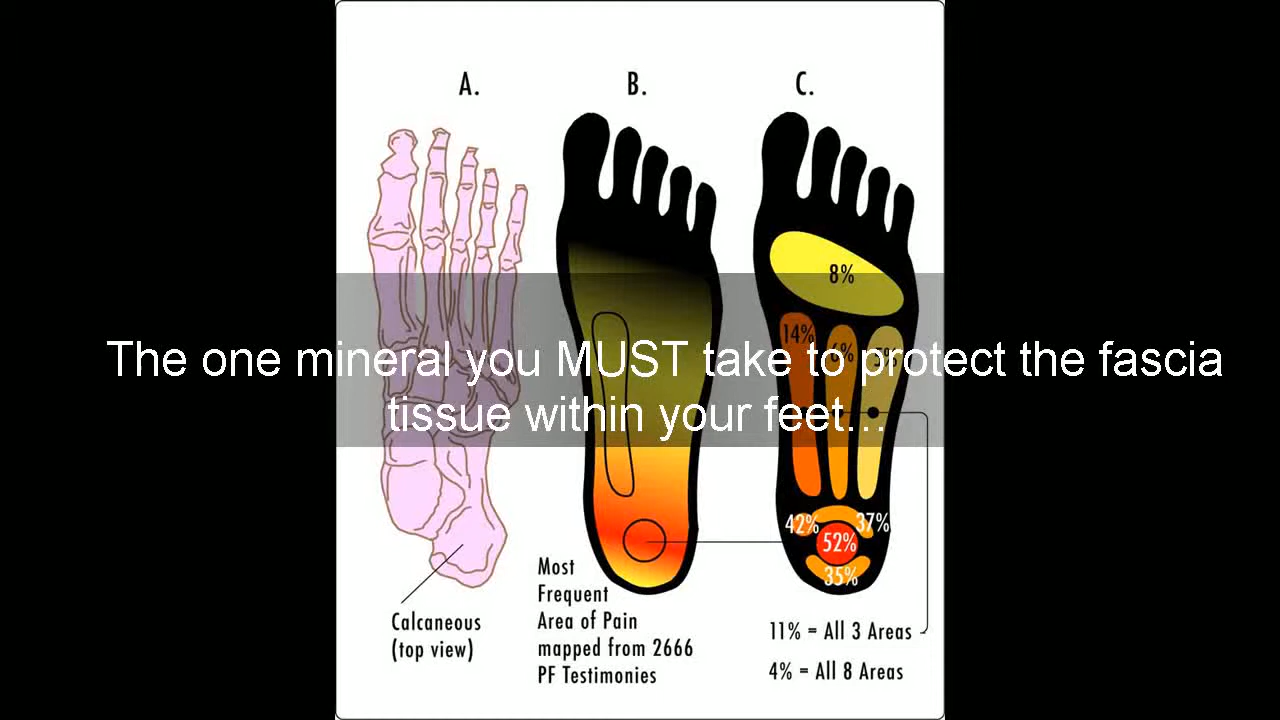 A. B. C.
8%
14% 6%
The one mineral you MUST take to protect the fascia
tissue within your feet...
42% 37%
52%
35%
Most
Frequent
Area of Pain
mapped from 2666
PF Testimonies
Calcaneous
(top view)
11% = All 3 Areas
4% = All 8 Areas